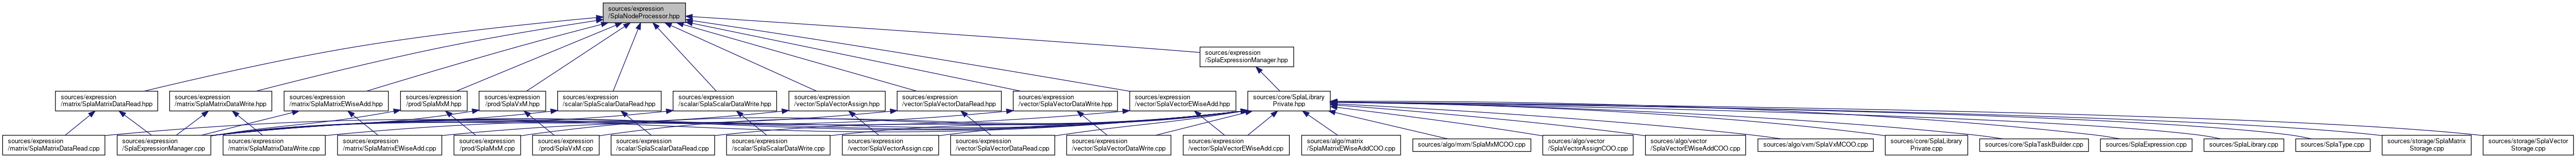 sources/expression
/SplaNodeProcessor.hpp
sources/expression
/SplaExpressionManager.hpp
sources/expression
/matrix/SplaMatrixDataRead.hpp
sources/expression
/matrix/SplaMatrixDataWrite.hpp
sources/expression
/matrix/SplaMatrixEWiseAdd.hpp
sources/expression
/prod/SplaMxM.hpp
sources/expression
/prod/SplaVxM.hpp
sources/expression
/scalar/SplaScalarDataRead.hpp
sources/expression
/scalar/SplaScalarDataWrite.hpp
sources/expression
/vector/SplaVectorAssign.hpp
sources/expression
/vector/SplaVectorDataRead.hpp
sources/expression
/vector/SplaVectorDataWrite.hpp
sources/expression
/vector/SplaVectorEWiseAdd.hpp
sources/core/SplaLibrary
Private.hpp
sources/expression
/matrix/SplaMatrixDataRead.cpp
sources/expression
/SplaExpressionManager.cpp
sources/expression
/matrix/SplaMatrixDataWrite.cpp
sources/expression
/matrix/SplaMatrixEWiseAdd.cpp
sources/expression
/prod/SplaMxM.cpp
sources/expression
/prod/SplaVxM.cpp
sources/expression
/scalar/SplaScalarDataRead.cpp
sources/expression
/scalar/SplaScalarDataWrite.cpp
sources/expression
/vector/SplaVectorAssign.cpp
sources/expression
/vector/SplaVectorDataRead.cpp
sources/expression
/vector/SplaVectorDataWrite.cpp
sources/expression
/vector/SplaVectorEWiseAdd.cpp
sources/algo/matrix
/SplaMatrixEWiseAddCOO.cpp
sources/algo/mxm/SplaMxMCOO.cpp
sources/algo/vector
/SplaVectorAssignCOO.cpp
sources/algo/vector
/SplaVectorEWiseAddCOO.cpp
sources/algo/vxm/SplaVxMCOO.cpp
sources/core/SplaLibrary
Private.cpp
sources/core/SplaTaskBuilder.cpp
sources/SplaExpression.cpp
sources/SplaLibrary.cpp
sources/SplaType.cpp
sources/storage/SplaMatrix
Storage.cpp
sources/storage/SplaVector
Storage.cpp